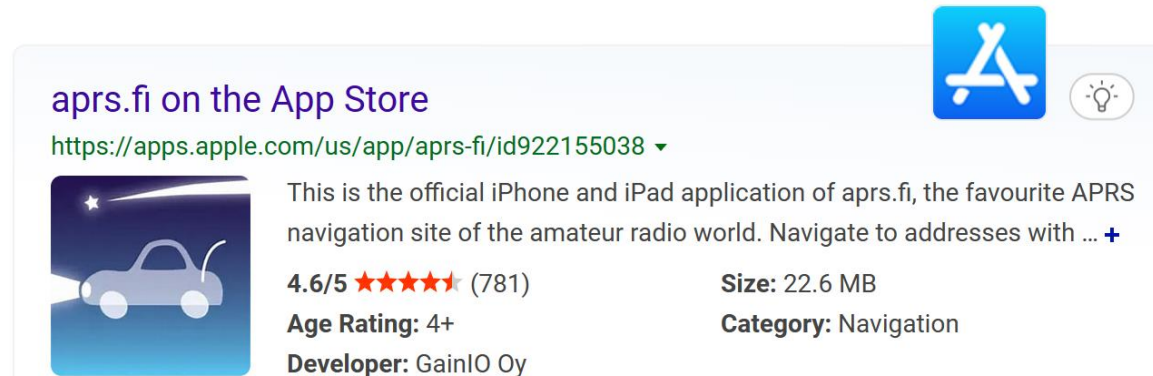 aprs.fi on the App Store
https://apps.apple.com/us/app/aprs-fi/id922155038
This is the official iPhone and iPad application of aprs.fi, the favourite APRS
navigation site of the amateur radio world. Navigate to addresses with ... +
4.6/5 (781) Size: 22.6 MB
Age Rating: 4+ Category: Navigation
Developer: GainIO Oy